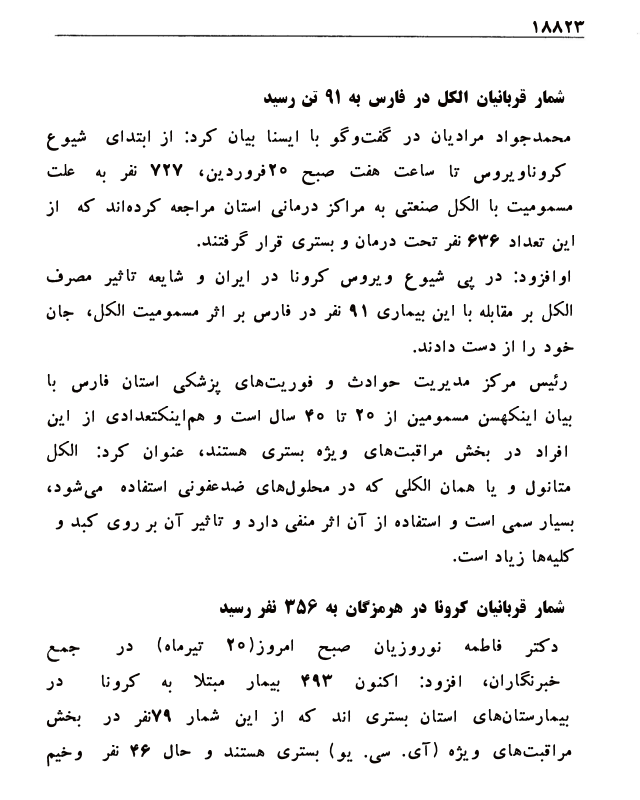 ۱۸۸۲۳
شمار قربانیان الکل در فارس به ۹۱ تن رسید
محمدجواد مرادیان در گفت‌وگو با ایسنا بیان کرد: از ابتدای شیوع
کروناویروس تا ساعت هفت صبح ۲۰فروردین، ۷۲۷ نفر به علت
مسمومیت با الکل صنعتی به مراکز درمانی استان مراجعه کرده‌اند که از
این تعداد ۶۳۶ نفر تحت درمان و بستری قرار گرفتند.
اوافزود: در پی شیوع ویروس کرونا در ایران و شایعه تاثیر مصرف
الکل بر مقابله با این بیماری ۹۱ نفر در فارس بر اثر مسمومیت الکل، جان
خود را از دست دادند.
رئیس مرکز مدیریت حوادث و فوریت‌های پزشکی استان فارس با
بیان اینکهسن مسمومین از ۲۰ تا ۴۰ سال است و هم‌اینکتعدادی از این
افراد در بخش مراقبت‌های ویژه بستری هستند، عنوان کرد: الکل
متانول و یا همان الکلی که در محلول‌های ضدعفونی استفاده می‌شود،
بسیار سمی است و استفاده از آن اثر منفی دارد و تاثیر آن بر روی کبد و
کلیه‌ها زیاد است.
شمار قربانیان کرونا در هرمزگان به ۳۵۶ نفر رسید
دکتر فاطمه نوروزیان صبح امروز(۲۰ تیرماه) در جمع
خبرنگاران، افزود: اکنون ۴۹۳ بیمار مبتلا به کرونا در
بیمارستان‌های استان بستری اند که از این شمار ۷۹نفر در بخش
مراقبت‌های ویژه (آی. سی. یو) بستری هستند و حال ۴۶ نفر وخیم